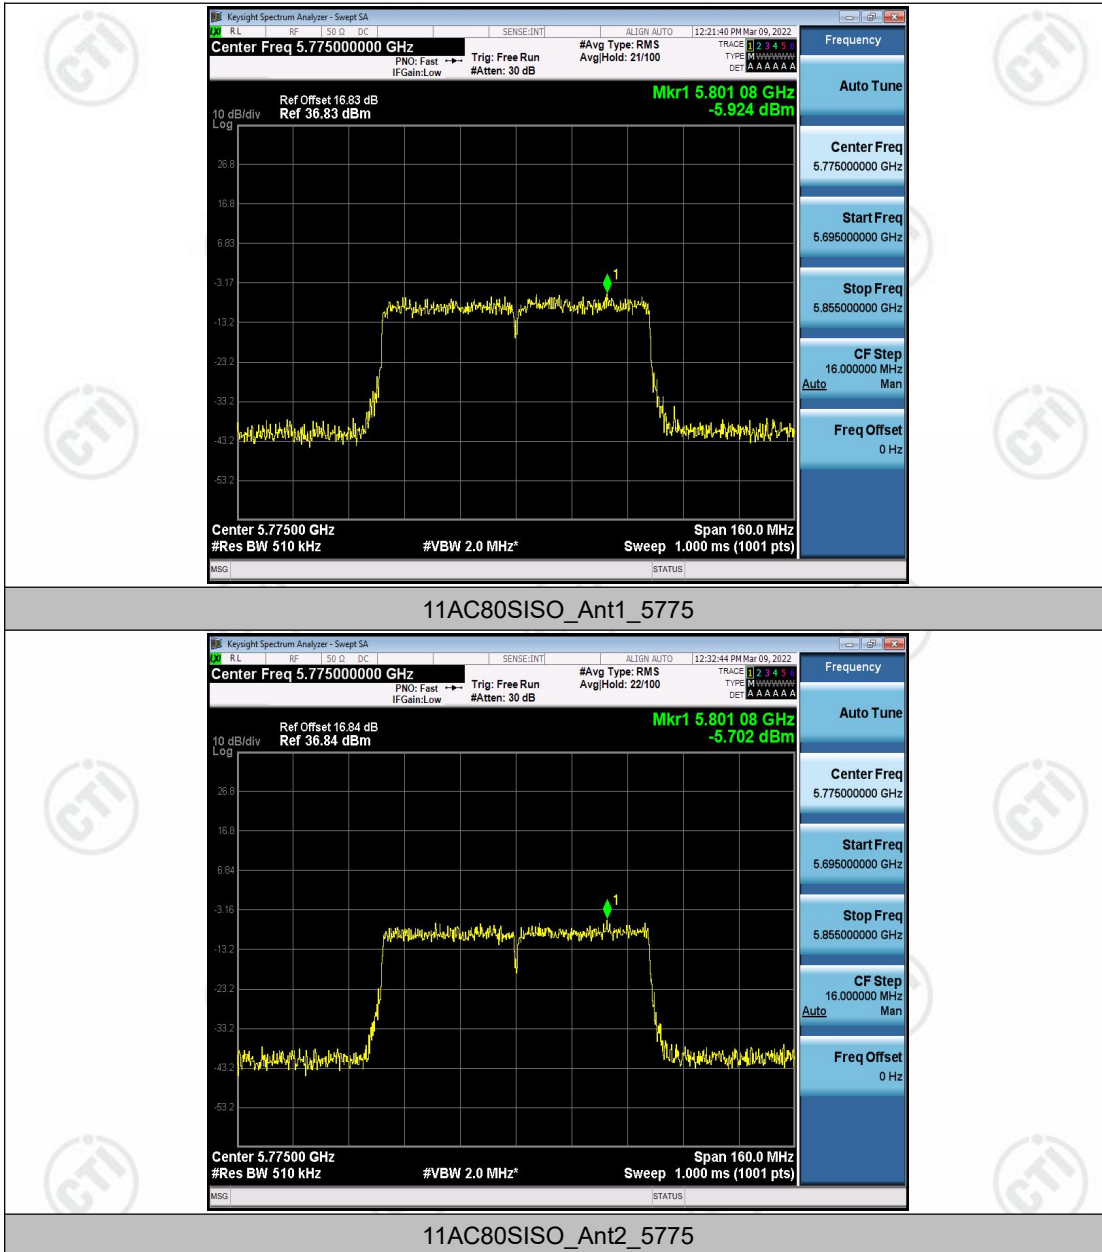 Keysight Spectrum Analyzer - Swept SA
LXI RL RF 50 Ω DC SENSE:INT ALIGN AUTO 12:21:40 PM Mar 09, 2022
Center Freq 5.775000000 GHz
PNO: Fast
IFGain:Low
Trig: Free Run
#Atten: 30 dB
#Avg Type: RMS
Avg|Hold: 21/100
TRACE 1 2 3 4 5 6
TYPE M WWWWW
DET A A A A A A
Frequency
Auto Tune
Center Freq
5.775000000 GHz
Start Freq
5.695000000 GHz
Stop Freq
5.855000000 GHz
CF Step
16.000000 MHz
Auto Man
Freq Offset
0 Hz
Mkr1 5.801 08 GHz
-5.924 dBm
Ref Offset 16.83 dB
10 dB/div Ref 36.83 dBm
Log
26.8
16.8
6.83
-3.17
1
-13.2
-23.2
-33.2
-43.2
-53.2
Center 5.77500 GHz Span 160.0 MHz
#Res BW 510 kHz #VBW 2.0 MHz* Sweep 1.000 ms (1001 pts)
MSG STATUS
11AC80SISO_Ant1_5775
Keysight Spectrum Analyzer - Swept SA
LXI RL RF 50 Ω DC SENSE:INT ALIGN AUTO 12:32:44 PM Mar 09, 2022
Center Freq 5.775000000 GHz
PNO: Fast
IFGain:Low
Trig: Free Run
#Atten: 30 dB
#Avg Type: RMS
Avg|Hold: 22/100
TRACE 1 2 3 4 5 6
TYPE M WWWWW
DET A A A A A A
Frequency
Auto Tune
Center Freq
5.775000000 GHz
Start Freq
5.695000000 GHz
Stop Freq
5.855000000 GHz
CF Step
16.000000 MHz
Auto Man
Freq Offset
0 Hz
Mkr1 5.801 08 GHz
-5.702 dBm
Ref Offset 16.84 dB
10 dB/div Ref 36.84 dBm
Log
26.8
16.8
6.84
-3.16
1
-13.2
-23.2
-33.2
-43.2
-53.2
Center 5.77500 GHz Span 160.0 MHz
#Res BW 510 kHz #VBW 2.0 MHz* Sweep 1.000 ms (1001 pts)
MSG STATUS
11AC80SISO_Ant2_5775
CTI
CTI
CTI
CTI
CTI
CTI
CTI
CTI